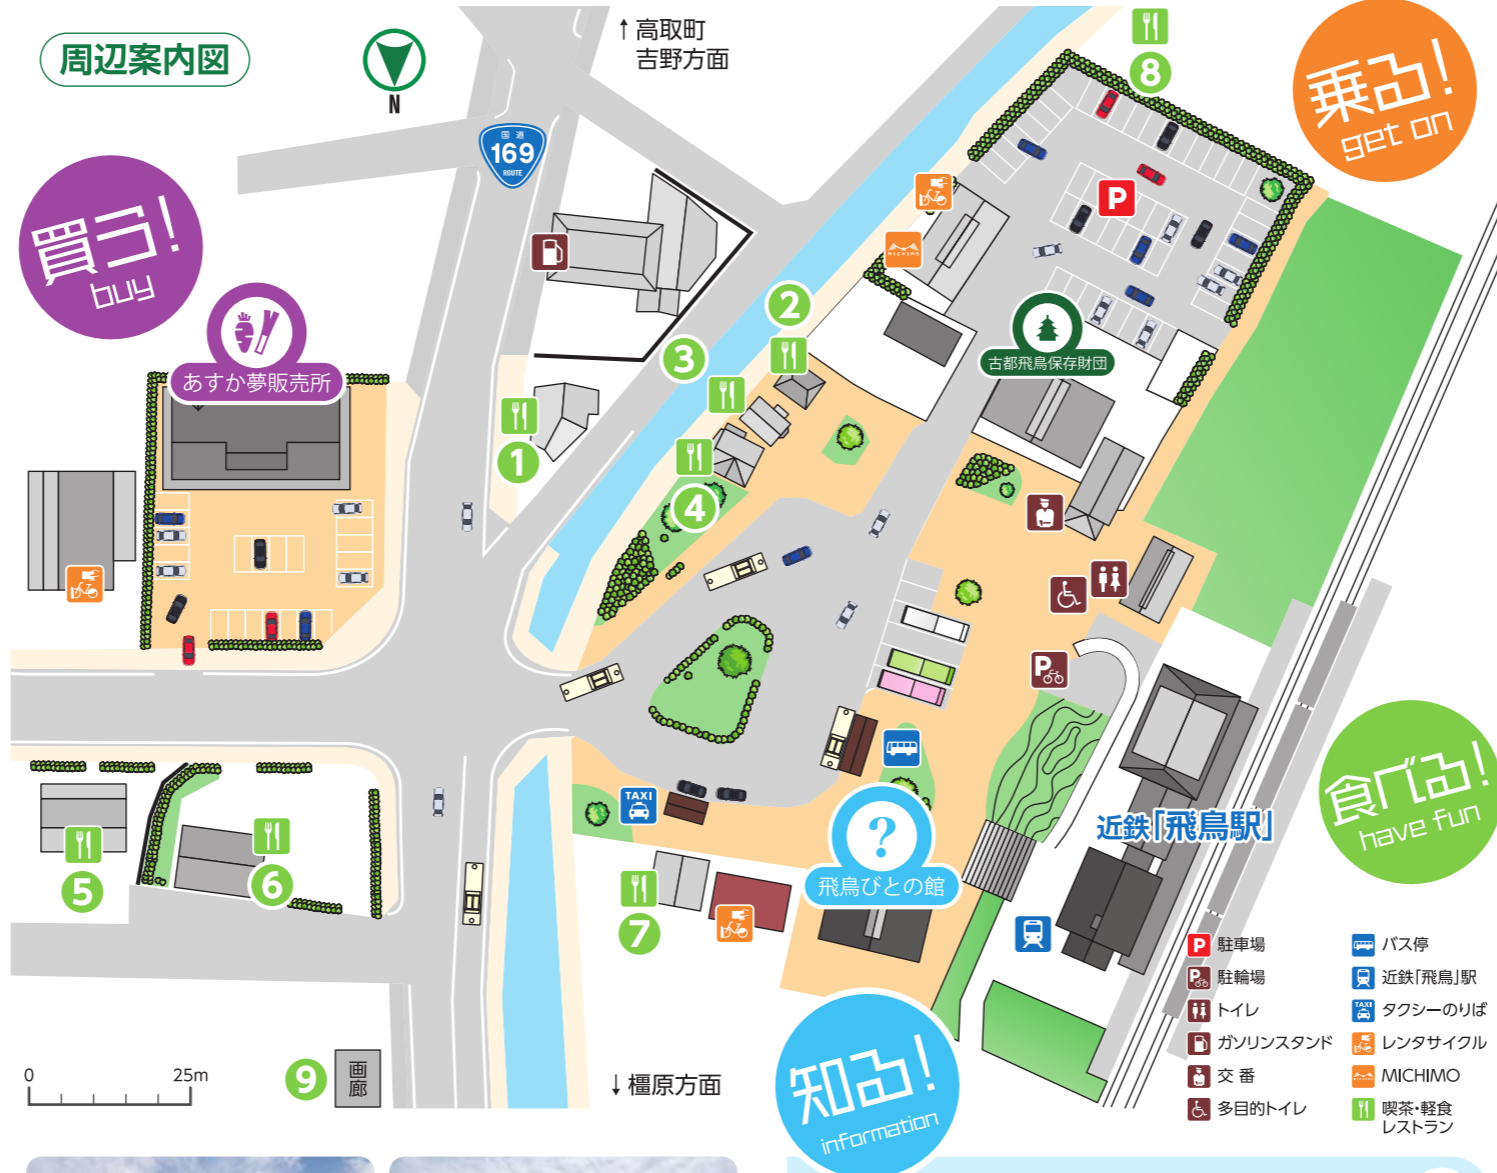 周辺案内図
N
↑高取町
吉野方面
国道
169
ROUTE
8
乗る!
get on
買う!
buy
P
MICHIMO
2
3
古都飛鳥保存財団
あすか夢販売所
1
4
P
TAXI
5
6
7
?
飛鳥びとの館
近鉄「飛鳥駅」
食べる!
have fun
9
画廊
0 25m
↓橿原方面
知る!
information
P 駐車場
P 駐輪場
トイレ
ガソリンスタンド
交番
多目的トイレ
バス停
近鉄「飛鳥」駅
TAXI タクシーのりば
レンタサイクル
MICHIMO
喫茶・軽食
レストラン